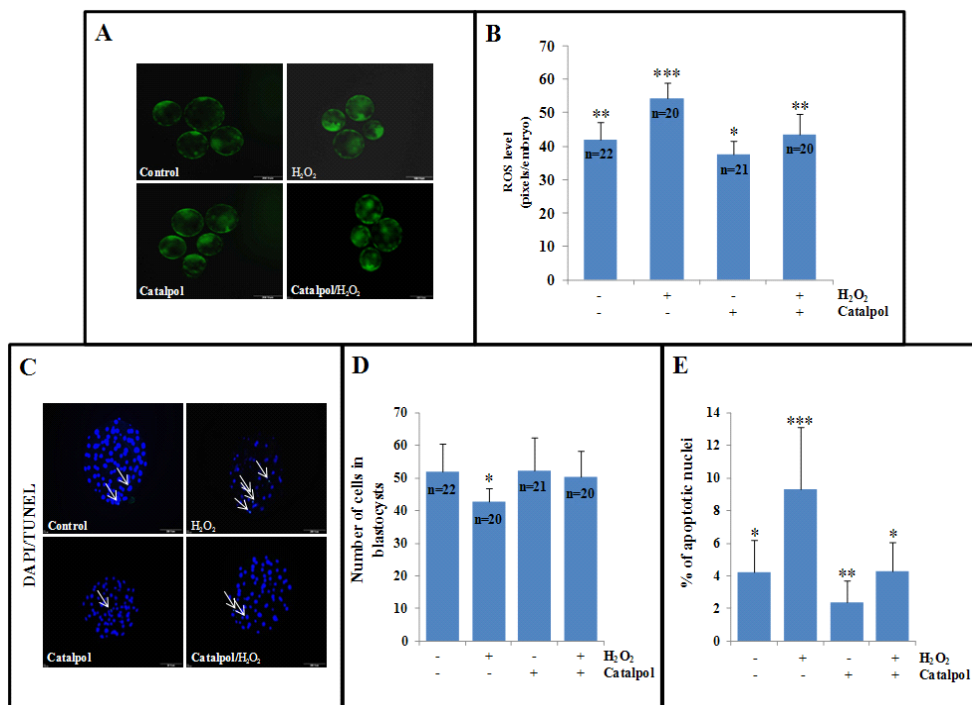 A
Control
H₂O₂
Catalpol
Catalpol/H₂O₂
B
ROS level
(pixels/embryo)
70
60
50
40
30
20
10
0
**
***
*
**
n=22
n=20
n=21
n=20
- + - + H₂O₂
- - + + Catalpol
C
DAPI/TUNEL
Control
H₂O₂
Catalpol
Catalpol/H₂O₂
D
Number of cells in
blastocysts
70
60
50
40
30
20
10
0
*
n=22
n=20
n=21
n=20
- + - + H₂O₂
- - + + Catalpol
E
% of apoptotic nuclei
14
12
10
8
6
4
2
0
*
***
**
*
- + - + H₂O₂
- - + + Catalpol